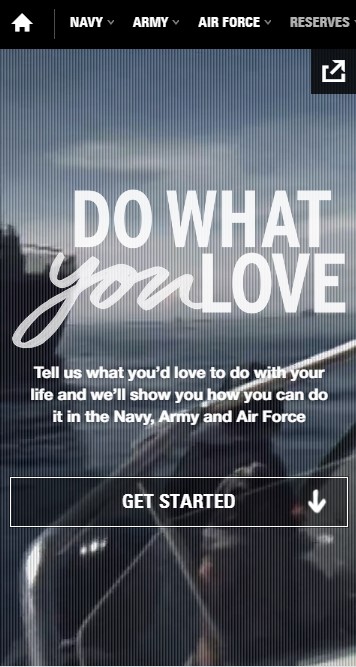 NAVY ARMY AIR FORCE RESERVES
DO WHAT
you LOVE
Tell us what you'd love to do with your
life and we'll show you how you can do
it in the Navy, Army and Air Force
GET STARTED